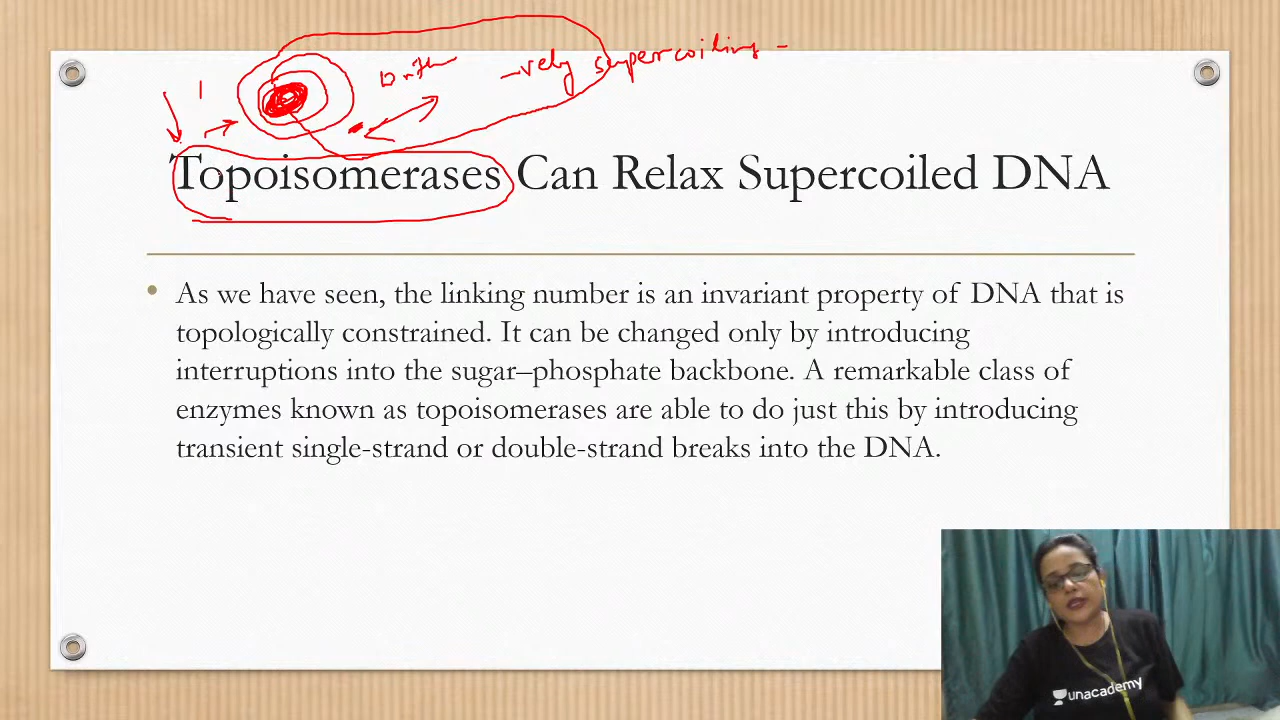 -vely supercoiling -
Topoisomerases Can Relax Supercoiled DNA
• As we have seen, the linking number is an invariant property of DNA that is
topologically constrained. It can be changed only by introducing
interruptions into the sugar–phosphate backbone. A remarkable class of
enzymes known as topoisomerases are able to do just this by introducing
transient single-strand or double-strand breaks into the DNA.
unacademy